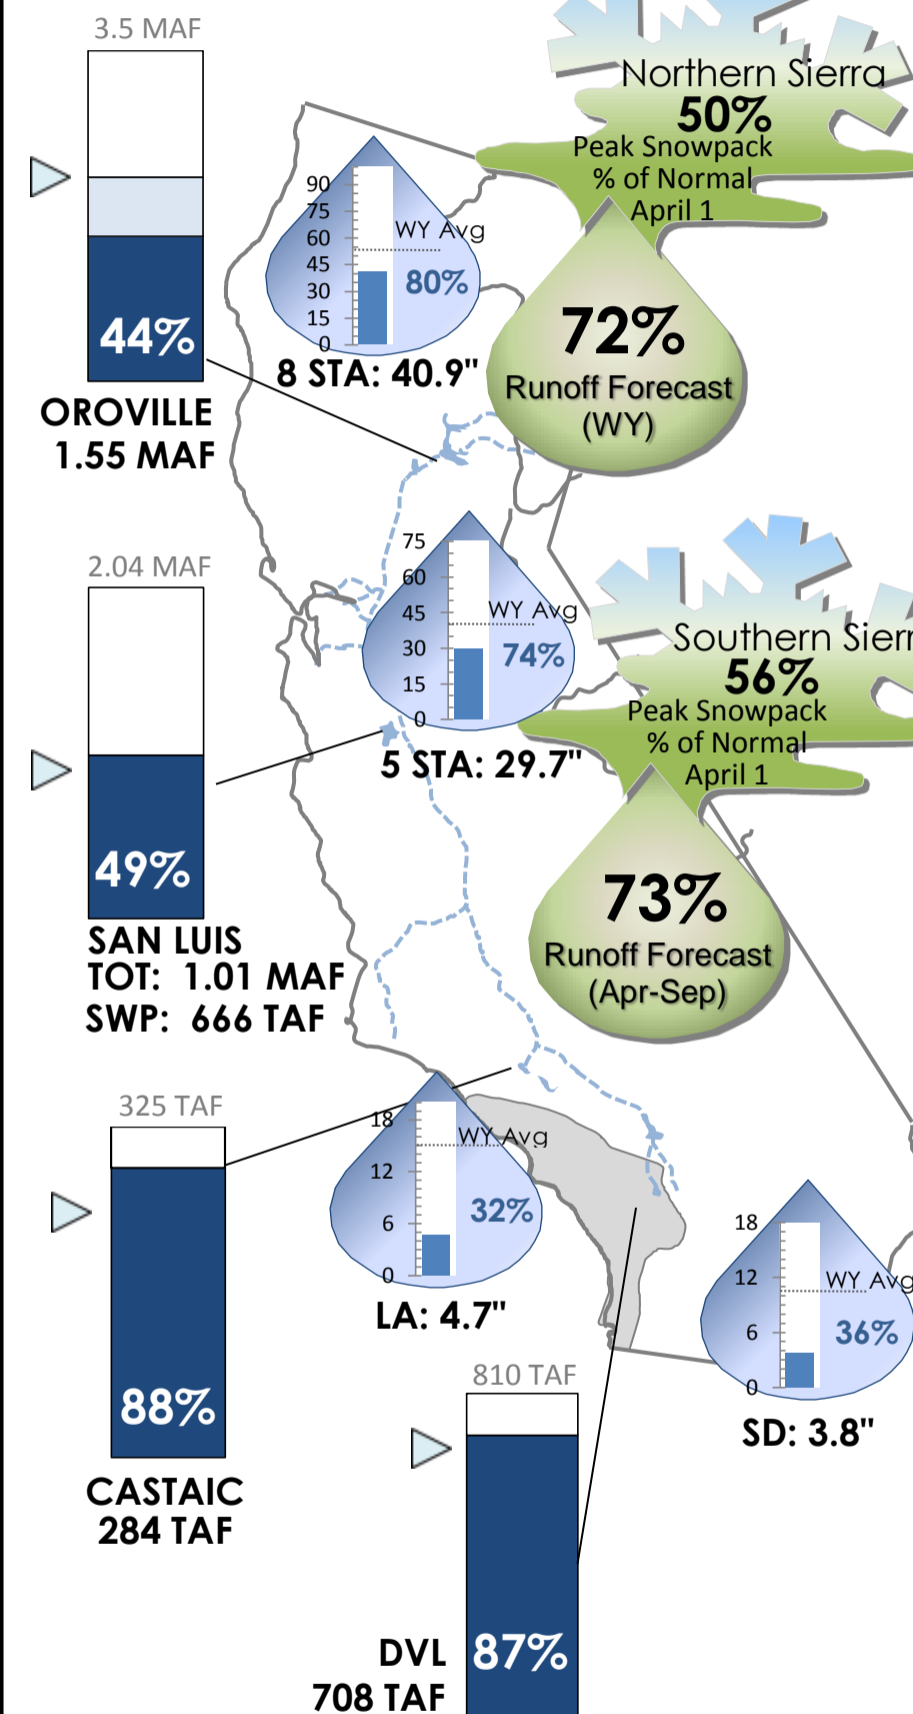 3.5 MAF
44%
OROVILLE
1.55 MAF
Northern Sierra
50%
Peak Snowpack
% of Normal
April 1
72%
Runoff Forecast
(WY)
90
75
60
45
30
15
0
WY Avg
80%
8 STA: 40.9"
2.04 MAF
49%
SAN LUIS
TOT: 1.01 MAF
SWP: 666 TAF
75
60
45
30
15
0
WY Avg
74%
5 STA: 29.7"
Southern Sierr
56%
Peak Snowpack
% of Normal
April 1
73%
Runoff Forecast
(Apr-Sep)
325 TAF
88%
CASTAIC
284 TAF
18
12
6
0
WY Avg
32%
LA: 4.7"
18
12
6
0
WY Avg
36%
SD: 3.8"
810 TAF
87%
DVL
708 TAF